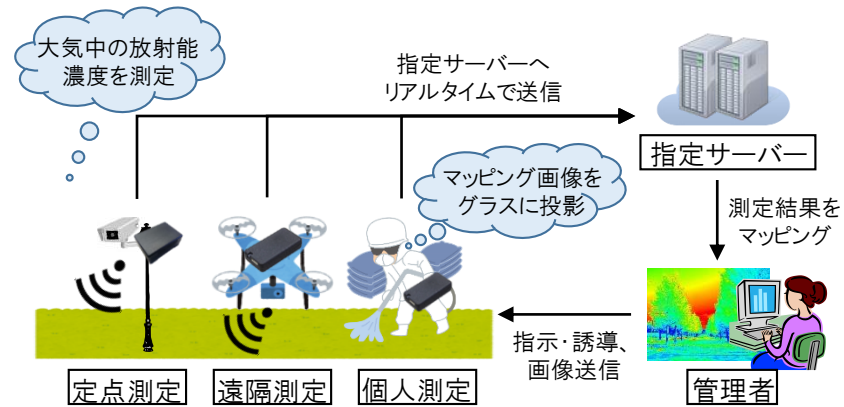 大気中の放射能
濃度を測定
指定サーバーへ
リアルタイムで送信
指定サーバー
マッピング画像を
グラスに投影
測定結果を
マッピング
指示・誘導、
画像送信
定点測定
遠隔測定
個人測定
管理者